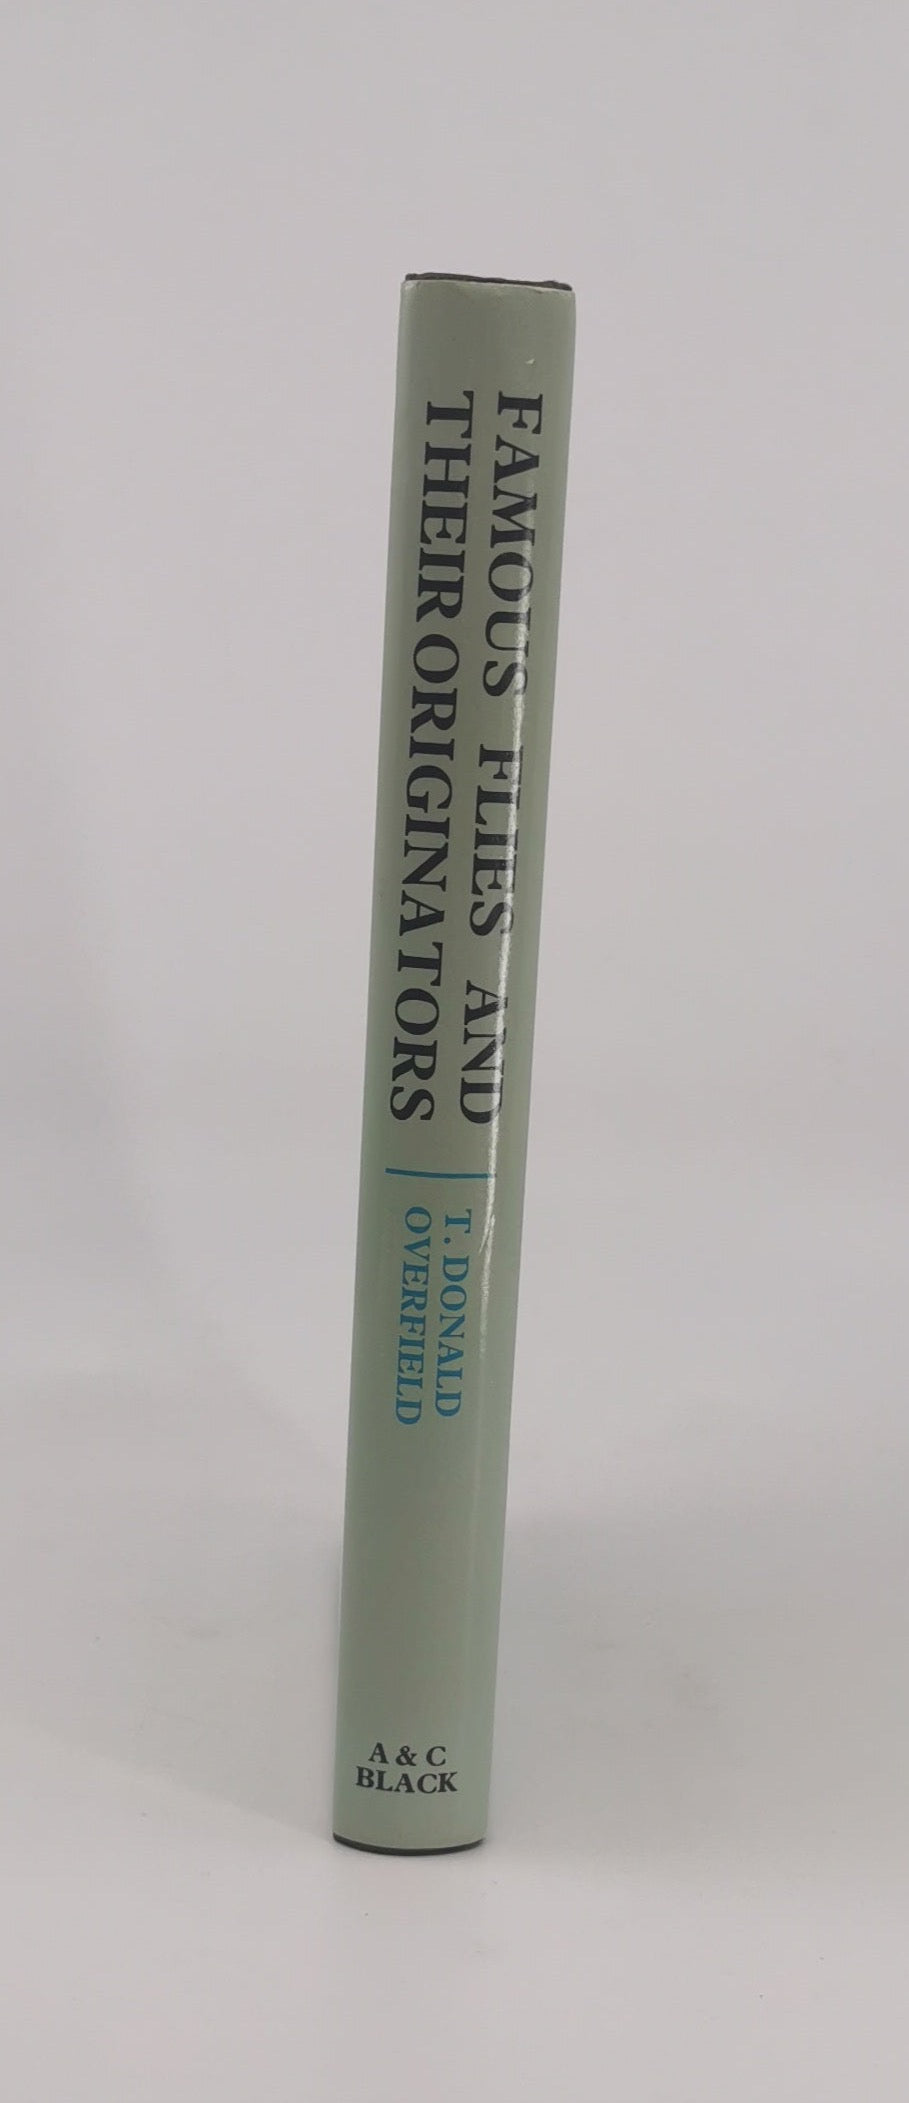 FAMOUS FLIES AND
THEIR ORIGINATORS
T. DONALD
OVERFIELD
A & C
BLACK